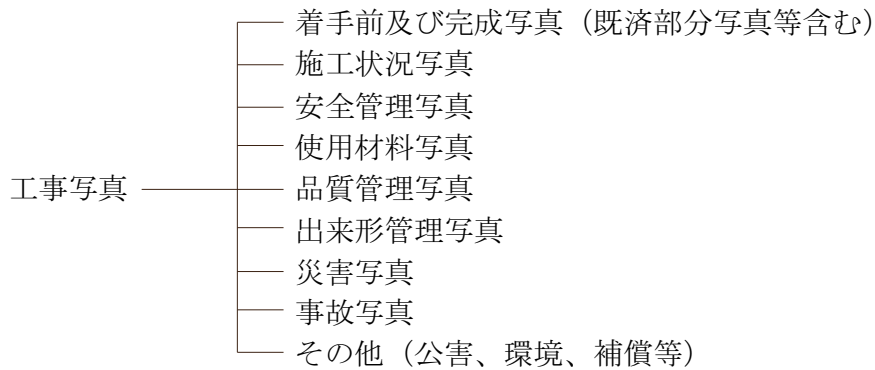 着手前及び完成写真（既済部分写真等含む）
施工状況写真
安全管理写真
使用材料写真
工事写真
品質管理写真
出来形管理写真
災害写真
事故写真
その他（公害、環境、補償等）